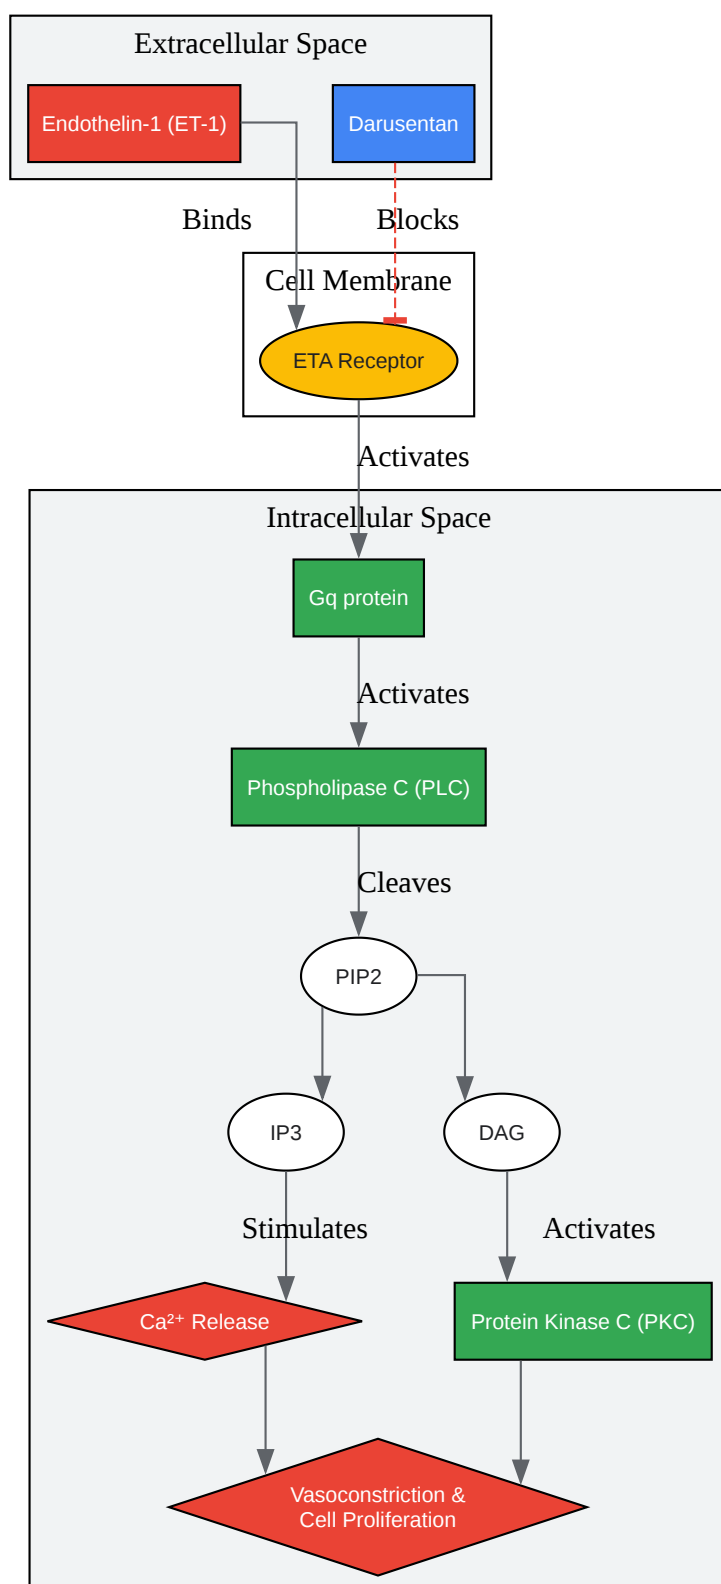 Extracellular Space
Endothelin-1 (ET-1)
Darusentan
Binds
Blocks
Cell Membrane
ETA Receptor
Activates
Intracellular Space
Gq protein
Activates
Phospholipase C (PLC)
Cleaves
PIP2
IP3
DAG
Stimulates
Activates
Ca²⁺ Release
Protein Kinase C (PKC)
Vasoconstriction &
Cell Proliferation